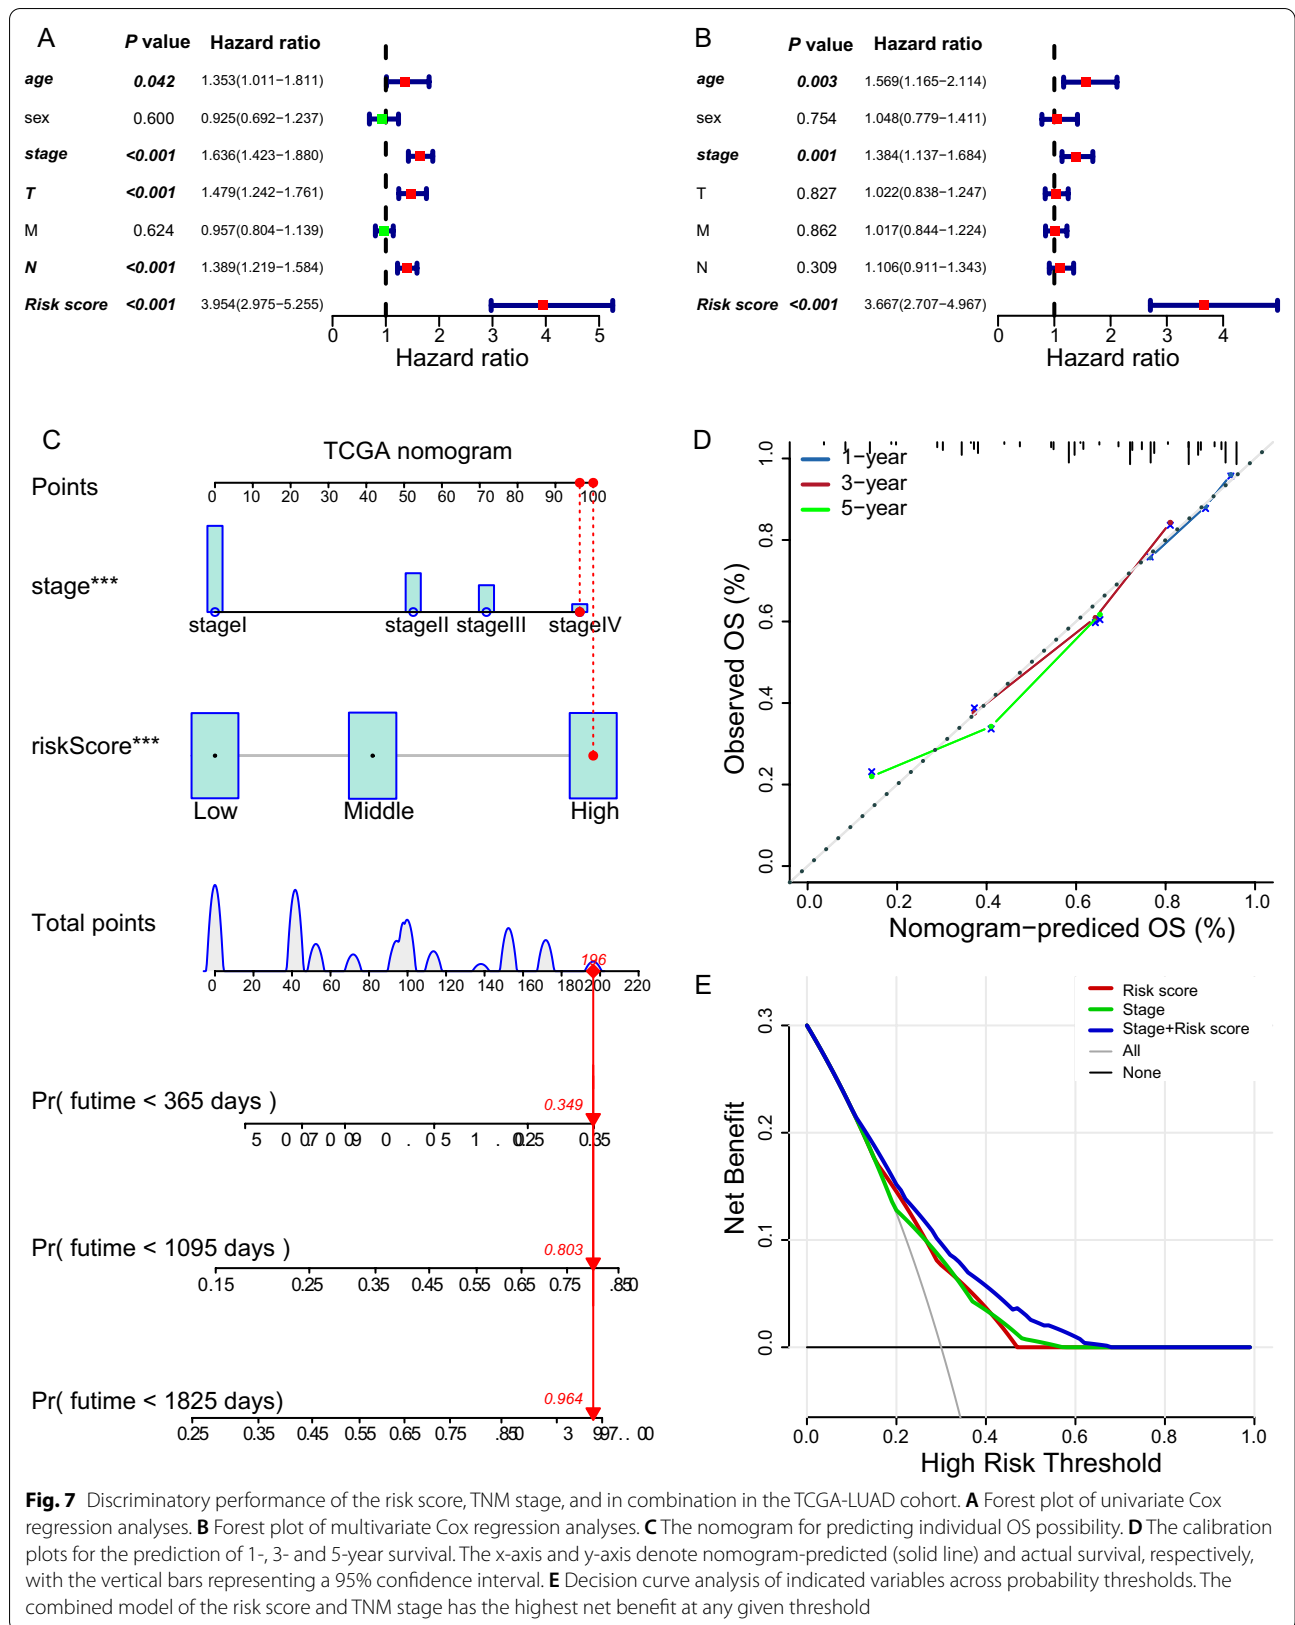 A
P value Hazard ratio
age 0.042 1.353(1.011−1.811)
sex 0.600 0.925(0.692−1.237)
stage <0.001 1.636(1.423−1.880)
T <0.001 1.479(1.242−1.761)
M 0.624 0.957(0.804−1.139)
N <0.001 1.389(1.219−1.584)
Risk score <0.001 3.954(2.975−5.255)
0 1 2 3 4 5
Hazard ratio
B
P value Hazard ratio
age 0.003 1.569(1.165−2.114)
sex 0.754 1.048(0.779−1.411)
stage 0.001 1.384(1.137−1.684)
T 0.827 1.022(0.838−1.247)
M 0.862 1.017(0.844−1.224)
N 0.309 1.106(0.911−1.343)
Risk score <0.001 3.667(2.707−4.967)
0 1 2 3 4
Hazard ratio
C
TCGA nomogram
Points
0 10 20 30 40 50 60 70 80 90 100
stage***
stageI stageII stageIII stageIV
riskScore***
Low Middle High
Total points
196
0 20 40 60 80 100 120 140 160 180 200 220
Pr( futime < 365 days )
0.349
0.25 0.35
Pr( futime < 1095 days )
0.803
0.15 0.25 0.35 0.45 0.55 0.65 0.75
Pr( futime < 1825 days)
0.964
0.25 0.35 0.45 0.55 0.65 0.75
D
1−year
3−year
5−year
Observed OS (%)
0.0 0.2 0.4 0.6 0.8 1.0
0.0 0.2 0.4 0.6 0.8 1.0
Nomogram−prediced OS (%)
E
Risk score
Stage
Stage+Risk score
All
None
Net Benefit
0.0 0.1 0.2 0.3
0.0 0.2 0.4 0.6 0.8 1.0
High Risk Threshold
Fig. 7 Discriminatory performance of the risk score, TNM stage, and in combination in the TCGA-LUAD cohort. A Forest plot of univariate Cox
regression analyses. B Forest plot of multivariate Cox regression analyses. C The nomogram for predicting individual OS possibility. D The calibration
plots for the prediction of 1-, 3- and 5-year survival. The x-axis and y-axis denote nomogram-predicted (solid line) and actual survival, respectively,
with the vertical bars representing a 95% confidence interval. E Decision curve analysis of indicated variables across probability thresholds. The
combined model of the risk score and TNM stage has the highest net benefit at any given threshold